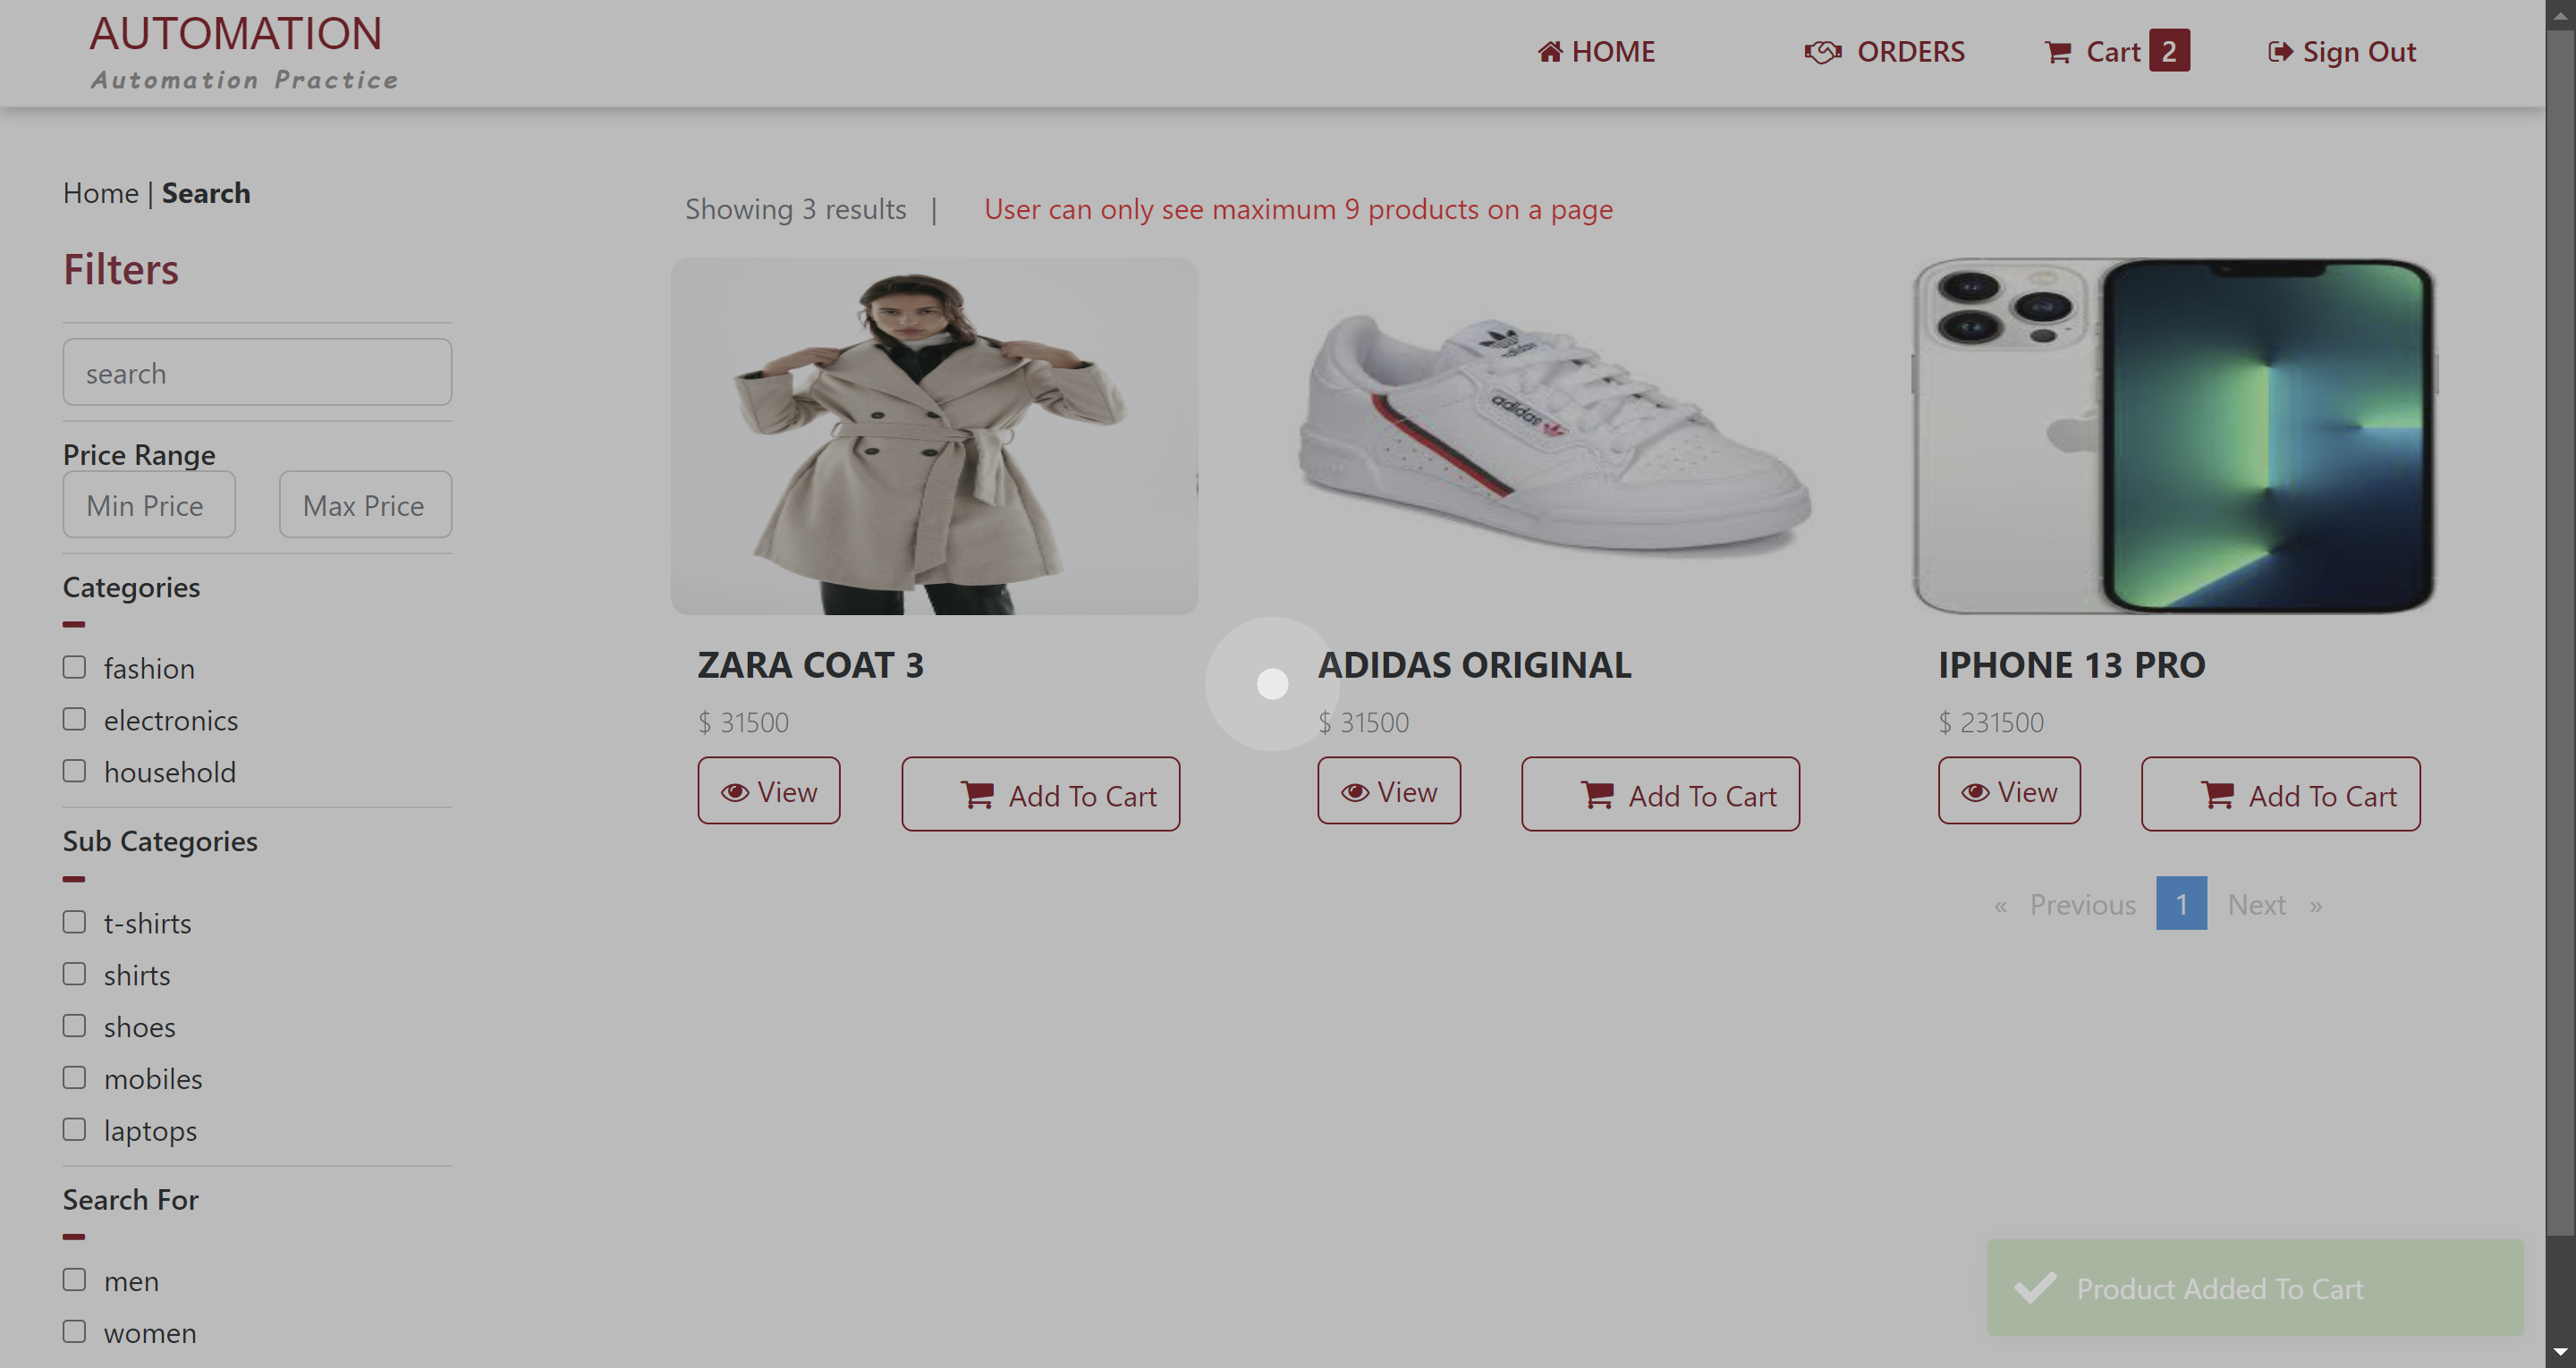 AUTOMATION
Automation Practice
HOME
ORDERS
Cart 2
Sign Out
Home | Search
Showing 3 results |
User can only see maximum 9 products on a page
Filters
search
Price Range
Min Price
Max Price
Categories
fashion
electronics
household
Sub Categories
t-shirts
shirts
shoes
mobiles
laptops
Search For
men
women
adidas
adidas
ZARA COAT 3
$ 31500
View
Add To Cart
ADIDAS ORIGINAL
$ 31500
View
Add To Cart
IPHONE 13 PRO
$ 231500
View
Add To Cart
« Previous 1 Next »
Product Added To Cart